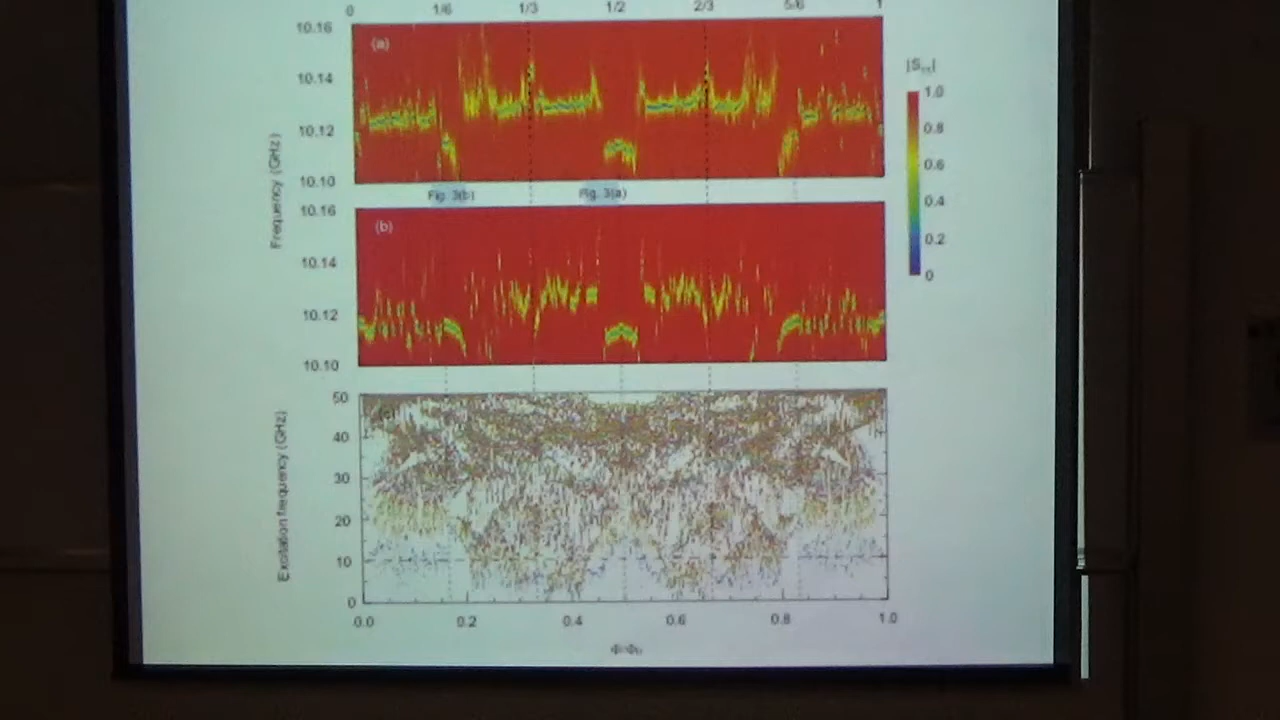 0 1/6 1/3 1/2 2/3 5/6 1
10.16
(a)
|S₁₁|
10.14
1.0
10.12
0.8
10.10
0.6
Fig. 3(b) Fig. 3(a)
Frequency (GHz)
10.16
0.4
(b)
0.2
10.14
0
10.12
10.10
50
(c)
40
30
Excitation frequency (GHz)
20
10
0
0.0 0.2 0.4 0.6 0.8 1.0
Φ/Φ₀